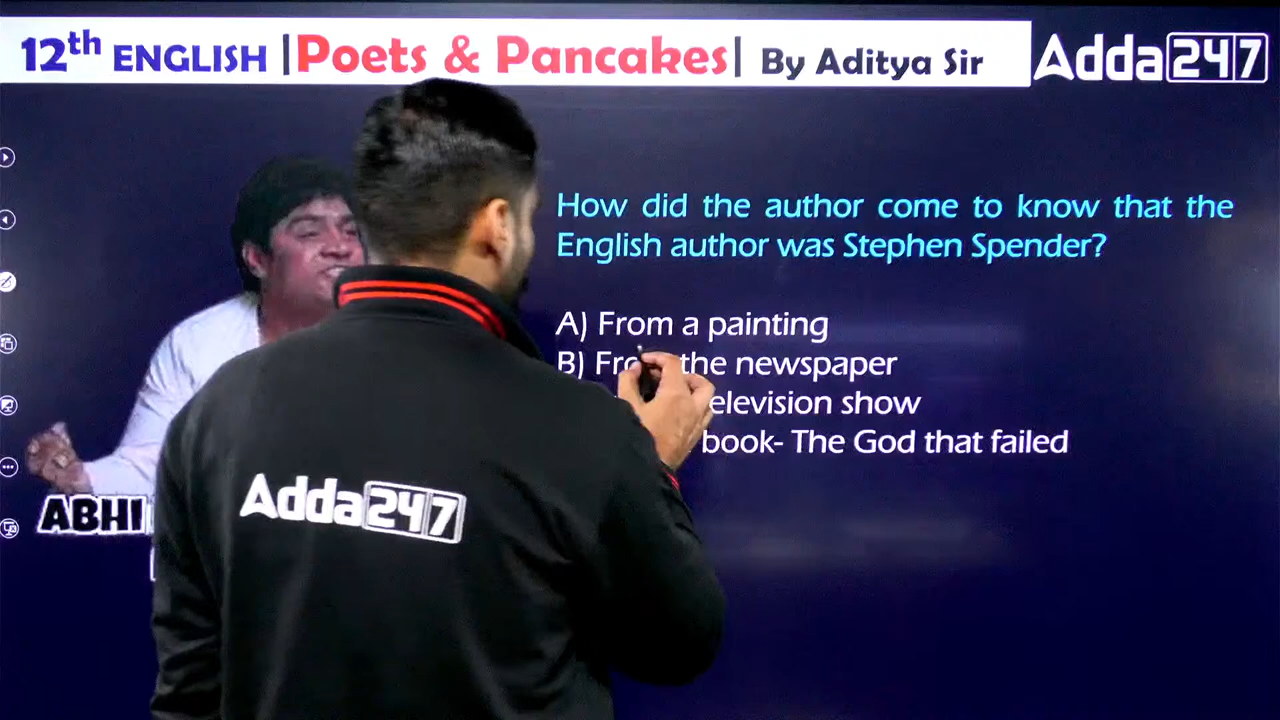 12th ENGLISH |Poets & Pancakes| By Aditya Sir
Adda247
How did the author come to know that the
English author was Stephen Spender?
A) From a painting
B) the newspaper
elevision show
book- The God that failed
ABHI
Adda247